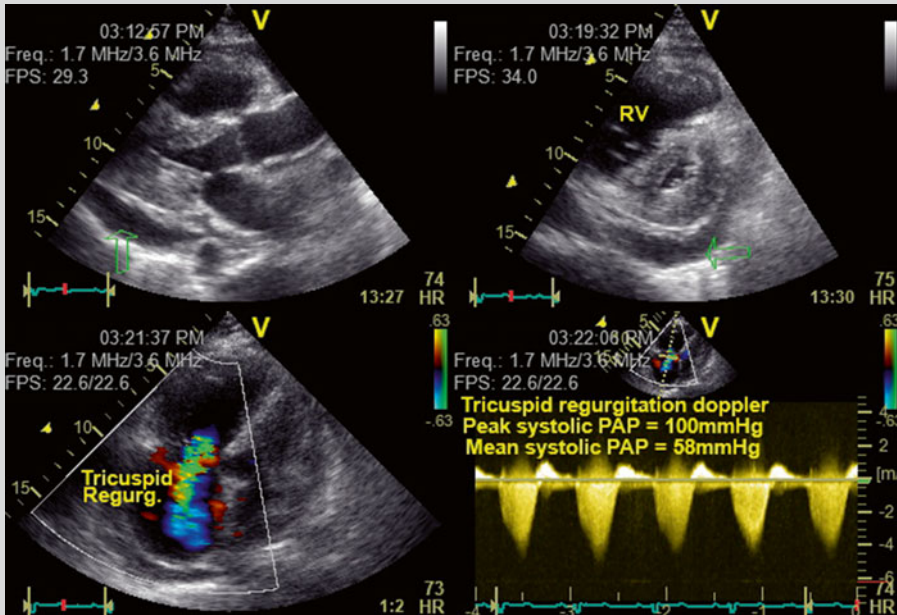 V
03:12:57 PM
Freq.: 1.7 MHz/3.6 MHz
FPS: 29.3
5
10
15
74
HR
13:27
V
03:19:32 PM
Freq.: 1.7 MHz/3.6 MHz
FPS: 34.0
5
RV
10
15
75
HR
13:30
V
03:21:37 PM
Freq.: 1.7 MHz/3.6 MHz
FPS: 22.6/22.6
.63
-.63
5
10
15
Tricuspid
Regurg.
73
HR
1:2
V
03:22:06 PM
Freq.: 1.7 MHz/3.6 MHz
FPS: 22.6/22.6
.63
-.63
5
15
Tricuspid regurgitation doppler
Peak systolic PAP = 100mmHg
Mean systolic PAP = 58mmHg
2
-2
-4
-6
74
HR